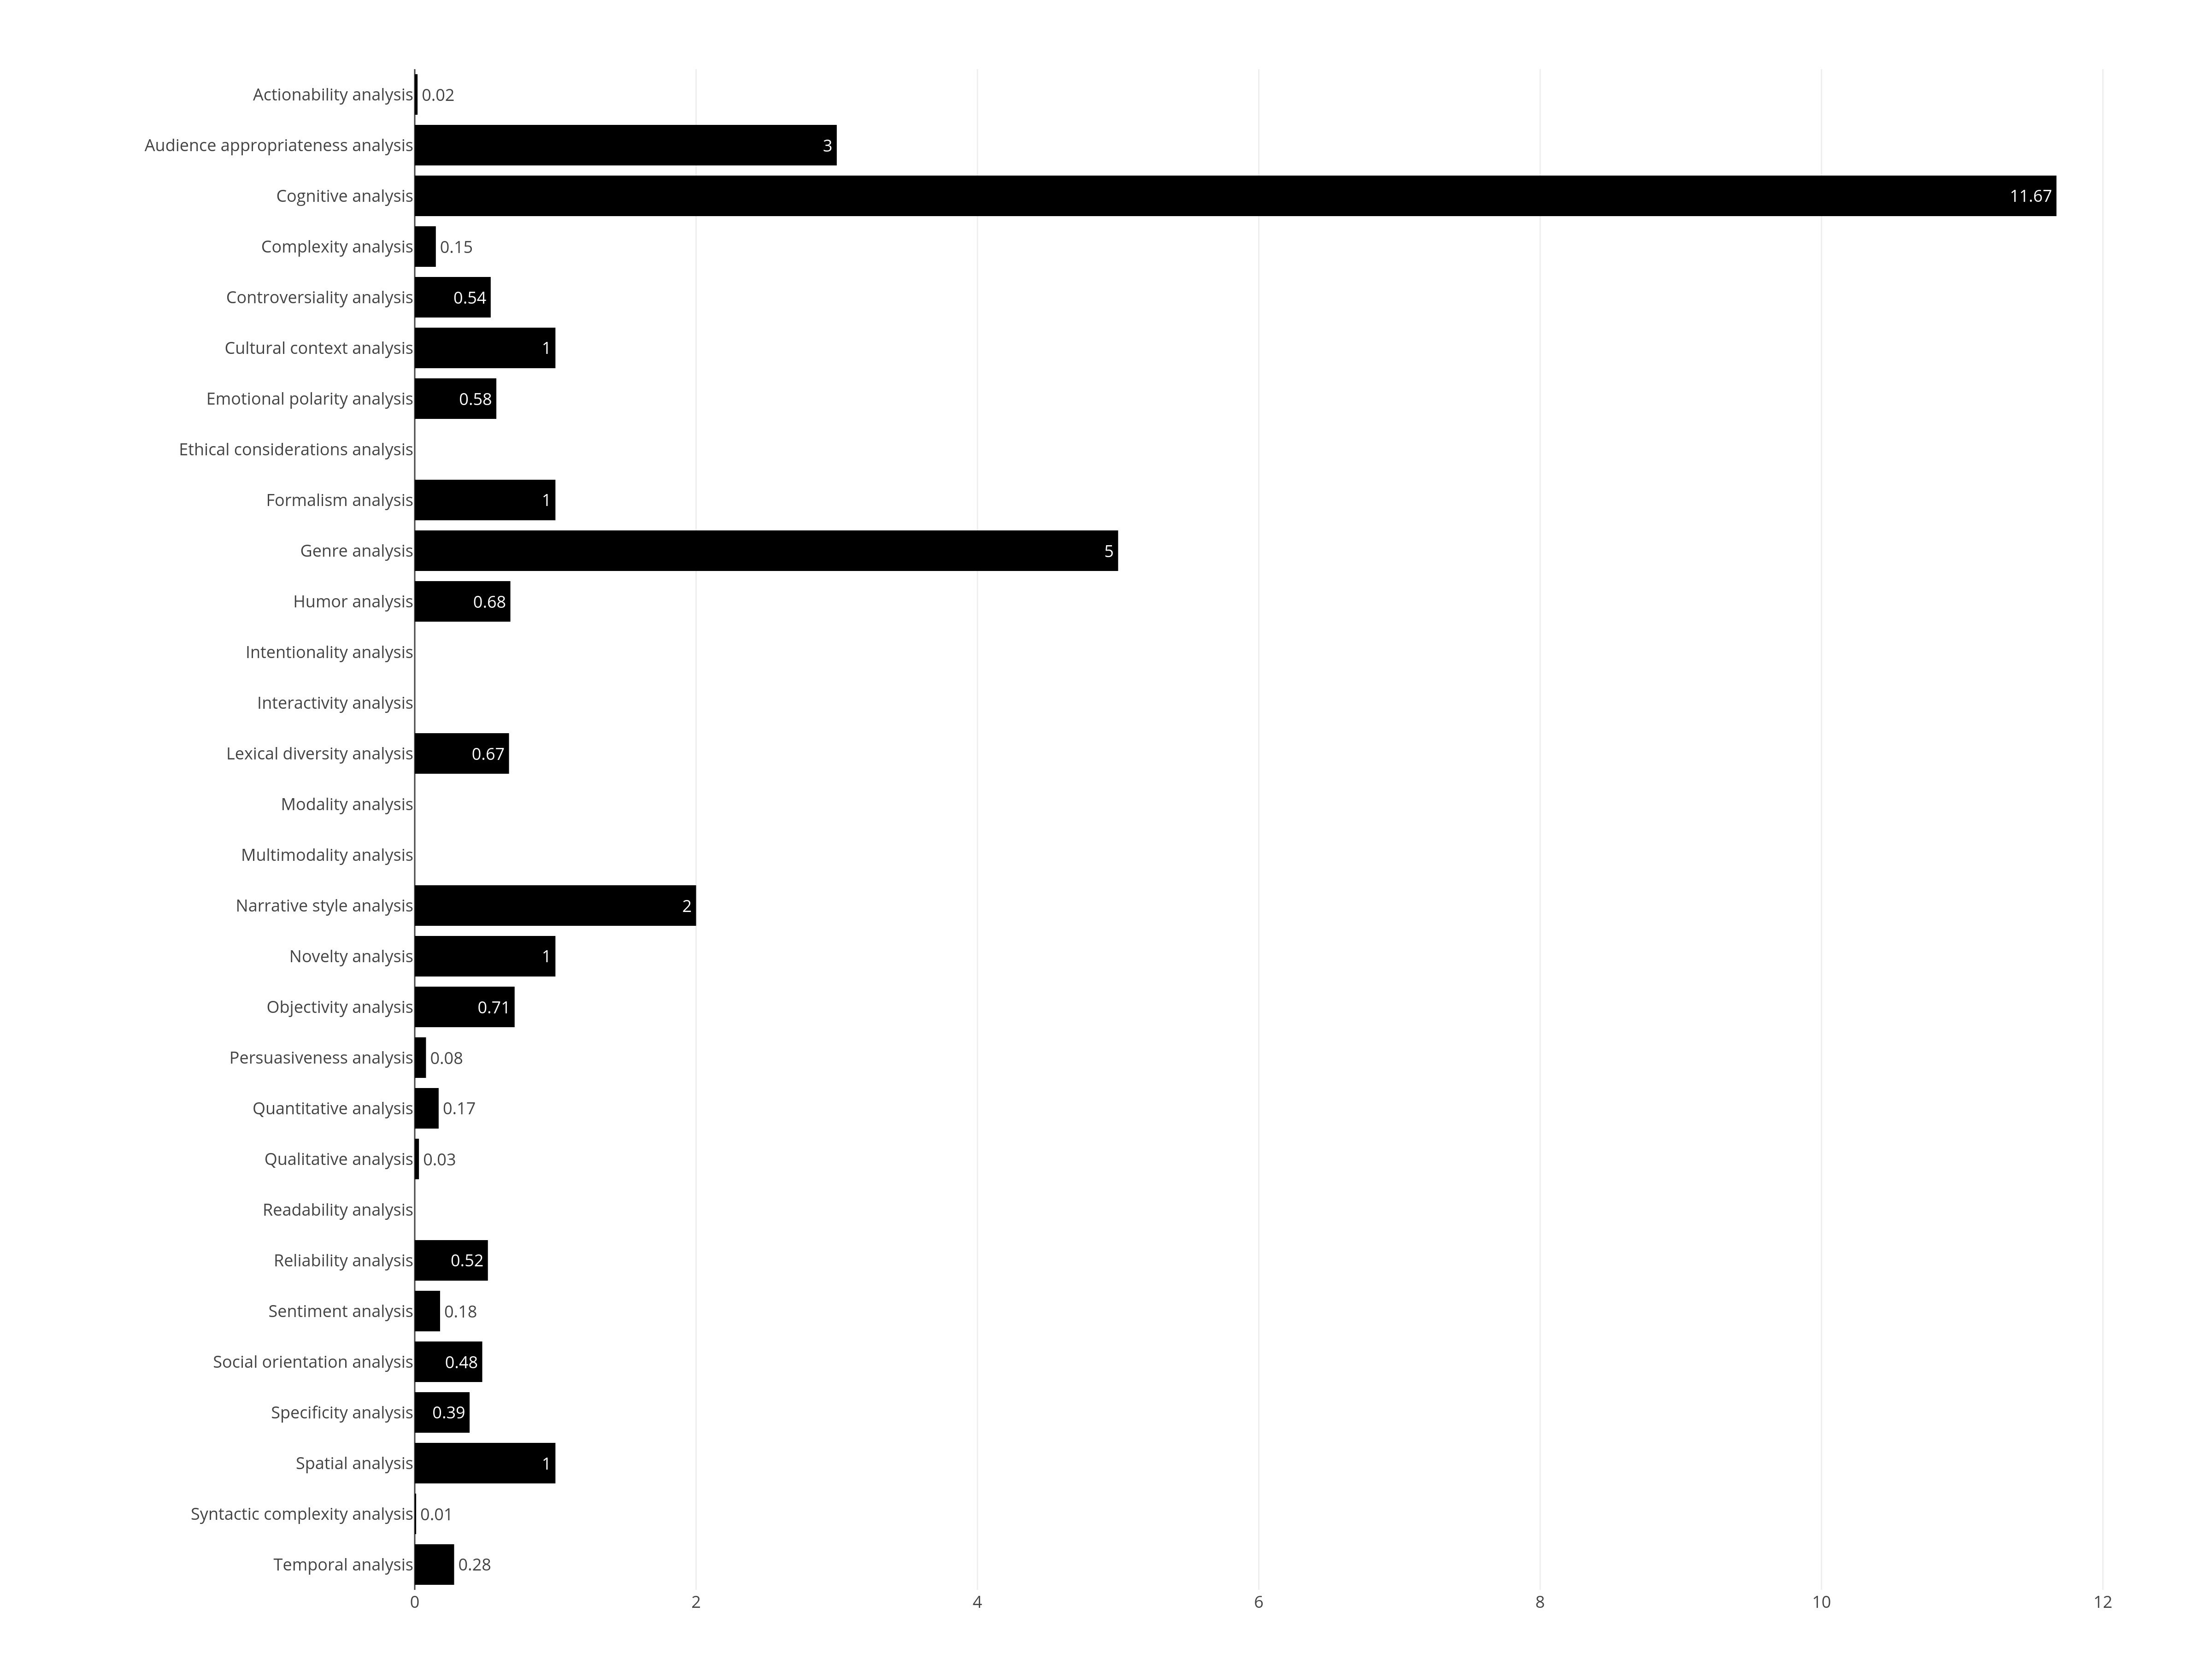 Actionability analysis 0.02
Audience appropriateness analysis 3
Cognitive analysis 11.67
Complexity analysis 0.15
Controversiality analysis 0.54
Cultural context analysis 1
Emotional polarity analysis 0.58
Ethical considerations analysis
Formalism analysis 1
Genre analysis 5
Humor analysis 0.68
Intentionality analysis
Interactivity analysis
Lexical diversity analysis 0.67
Modality analysis
Multimodality analysis
Narrative style analysis 2
Novelty analysis 1
Objectivity analysis 0.71
Persuasiveness analysis 0.08
Quantitative analysis 0.17
Qualitative analysis 0.03
Readability analysis
Reliability analysis 0.52
Sentiment analysis 0.18
Social orientation analysis 0.48
Specificity analysis 0.39
Spatial analysis 1
Syntactic complexity analysis 0.01
Temporal analysis 0.28
0 2 4 6 8 10 12